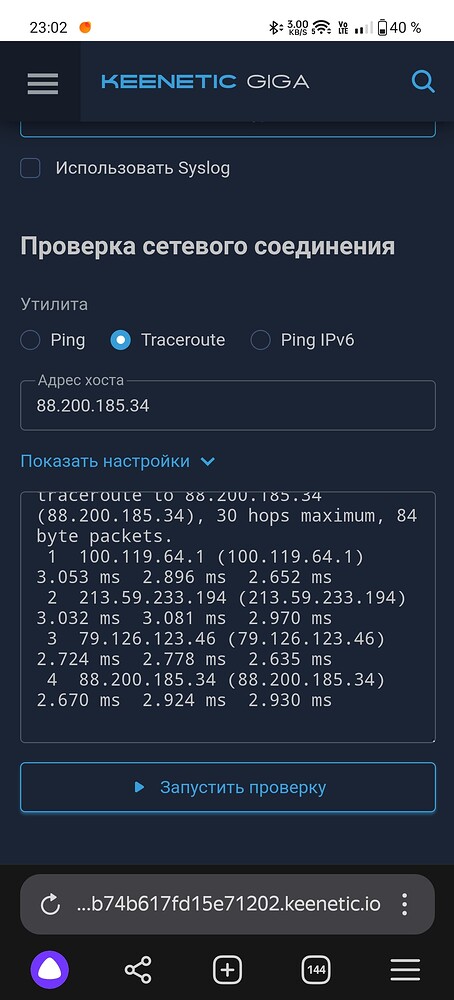 23:02
3.00 KB/S
5
Vo LTE
40 %
KEENETIC GIGA
Использовать Syslog
Проверка сетевого соединения
Утилита
Ping
Traceroute
Ping IPv6
Адрес хоста
88.200.185.34
Показать настройки
traceroute to 88.200.185.34
(88.200.185.34), 30 hops maximum, 84
byte packets.
1 100.119.64.1 (100.119.64.1)
3.053 ms 2.896 ms 2.652 ms
2 213.59.233.194 (213.59.233.194)
3.032 ms 3.081 ms 2.970 ms
3 79.126.123.46 (79.126.123.46)
2.724 ms 2.778 ms 2.635 ms
4 88.200.185.34 (88.200.185.34)
2.670 ms 2.924 ms 2.930 ms
Запустить проверку
...b74b617fd15e71202.keenetic.io
144